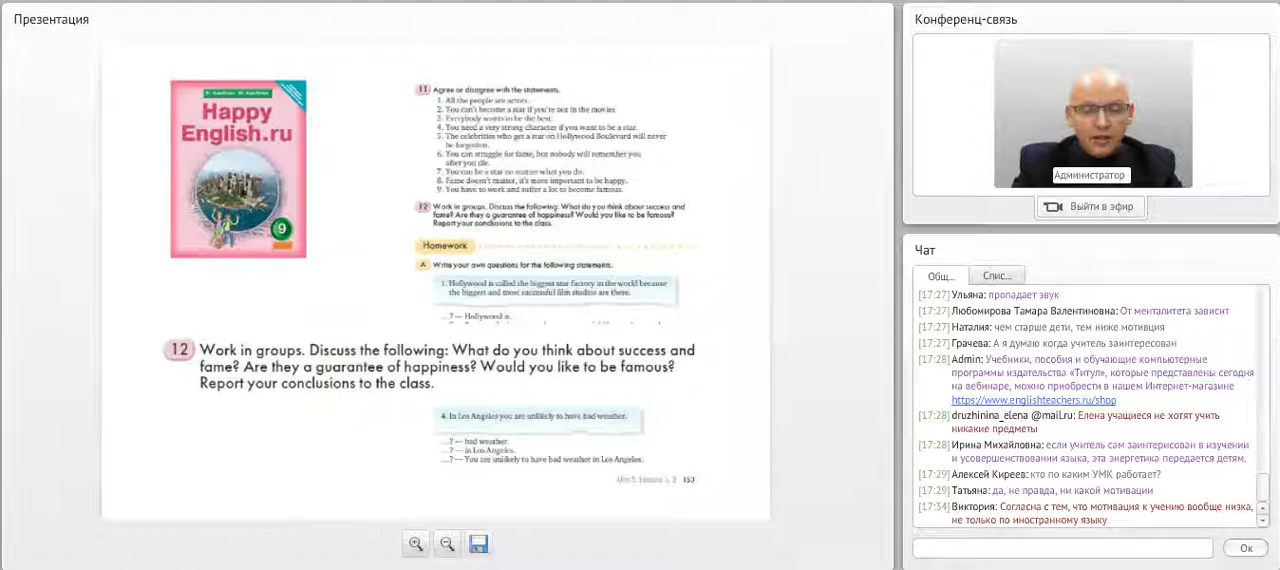 Презентация
Happy
English.ru
9
11 Agree or disagree with the statements.
1. All the people are actors.
2. You can't become a star if you're not in the movies
3. Everybody wants to be the best.
4. You need a very strong character if you want to be a star.
5. The celebrities who get a star on Hollywood Boulevard will never
be forgotten.
6. You can struggle for fame, but nobody will remember you
after you die.
7. You can be a star no matter what you do.
8. Fame doesn't matter, it's more important to be happy.
9. You have to work and suffer a lot to become famous.
12 Work in groups. Discuss the following: What do you think about success and
fame? Are they a guarantee of happiness? Would you like to be famous?
Report your conclusions to the class.
Homework
A Write your own questions for the following statements.
1. Hollywood is called the biggest star factory in the world because
the biggest and most successful film studios are there.
...? — Hollywood is.
12 Work in groups. Discuss the following: What do you think about success and
fame? Are they a guarantee of happiness? Would you like to be famous?
Report your conclusions to the class.
4. In Los Angeles you are unlikely to have bad weather.
...? — bad weather.
...? — in Los Angeles.
...? — You are unlikely to have bad weather in Los Angeles.
153
Конференц-связь
Администратор
Выйти в эфир
Чат
Общ...
Спис...
[17:27] Ульяна: пропадает звук
[17:27] Любомирова Тамара Валентиновна: От менталитета зависит
[17:27] Наталия: чем старше дети, тем ниже мотивция
[17:27] Грачева: А я думаю когда учитель заинтересован
[17:28] Admin: Учебники, пособия и обучающие компьютерные
программы издательства «Титул», которые представлены сегодня
на вебинаре, можно приобрести в нашем Интернет-магазине
https://www.englishteachers.ru/shop
[17:28] druzhinina_elena @mail.ru: Елена учащиеся не хотят учить
никакие предметы
[17:28] Ирина Михайловна: если учитель сам заинтерисован в изучении
и усовершенствовании языка, эта энергетика передается детям.
[17:29] Алексей Киреев: кто по каким УМК работает?
[17:29] Татьяна: да, не правда, ни какой мотивации
[17:34] Виктория: Согласна с тем, что мотивация к учению вообще низка,
не только по иностранному языку
Ок